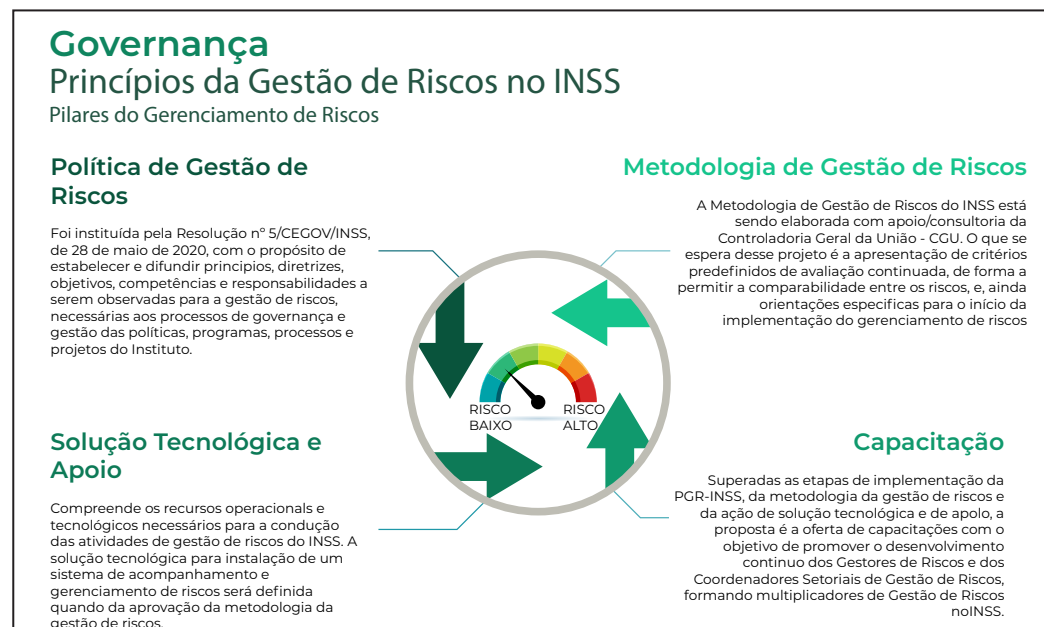 Governança
Princípios da Gestão de Riscos no INSS
Pilares do Gerenciamento de Riscos
Política de Gestão de
Riscos
Foi instituída pela Resolução nº 5/CEGOV/INSS,
de 28 de maio de 2020, com o propósito de
estabelecer e difundir principios, diretrizes,
objetivos, competências e responsabilidades a
serem observadas para a gestão de riscos,
necessárias aos processos de governança e
gestão das políticas, programas, processos e
projetos do Instituto.
Metodologia de Gestão de Riscos
A Metodologia de Gestão de Riscos do INSS está
sendo elaborada com apoio/consultoria da
Controladoria Geral da União - CGU. O que se
espera desse projeto é a apresentação de critérios
predefinidos de avaliação continuada, de forma a
permitir a comparabilidade entre os riscos, e, ainda
orientações especificas para o início da
implementação do gerenciamento de riscos
RISCO
BAIXO
RISCO
ALTO
Solução Tecnológica e
Apoio
Compreende os recursos operacionais e
tecnológicos necessários para a condução
das atividades de gestão de riscos do INSS. A
solução tecnológica para instalação de um
sistema de acompanhamento e
gerenciamento de riscos será definida
quando da aprovação da metodologia da
gestão de riscos.
Capacitação
Superadas as etapas de implementação da
PGR-INSS, da metodologia da gestão de riscos e
da ação de solução tecnológica e de apolo, a
proposta é a oferta de capacitações com o
objetivo de promover o desenvolvimento
continuo dos Gestores de Riscos e dos
Coordenadores Setoriais de Gestão de Riscos,
formando multiplicadores de Gestão de Riscos
noINSS.